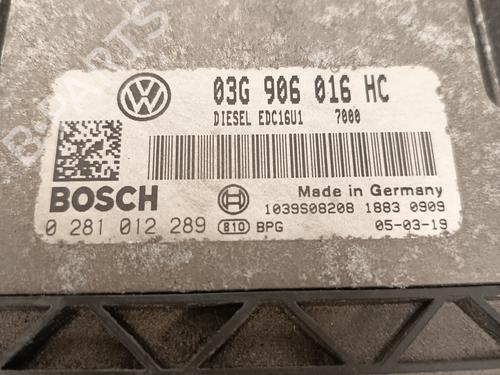 03G 906 016 HC
DIESEL EDC16U1 7000
BOSCH
Made in Germany
1039S08208 1883 0909
0 281 012 289 810 BPG 05-03-19
B-PARTS